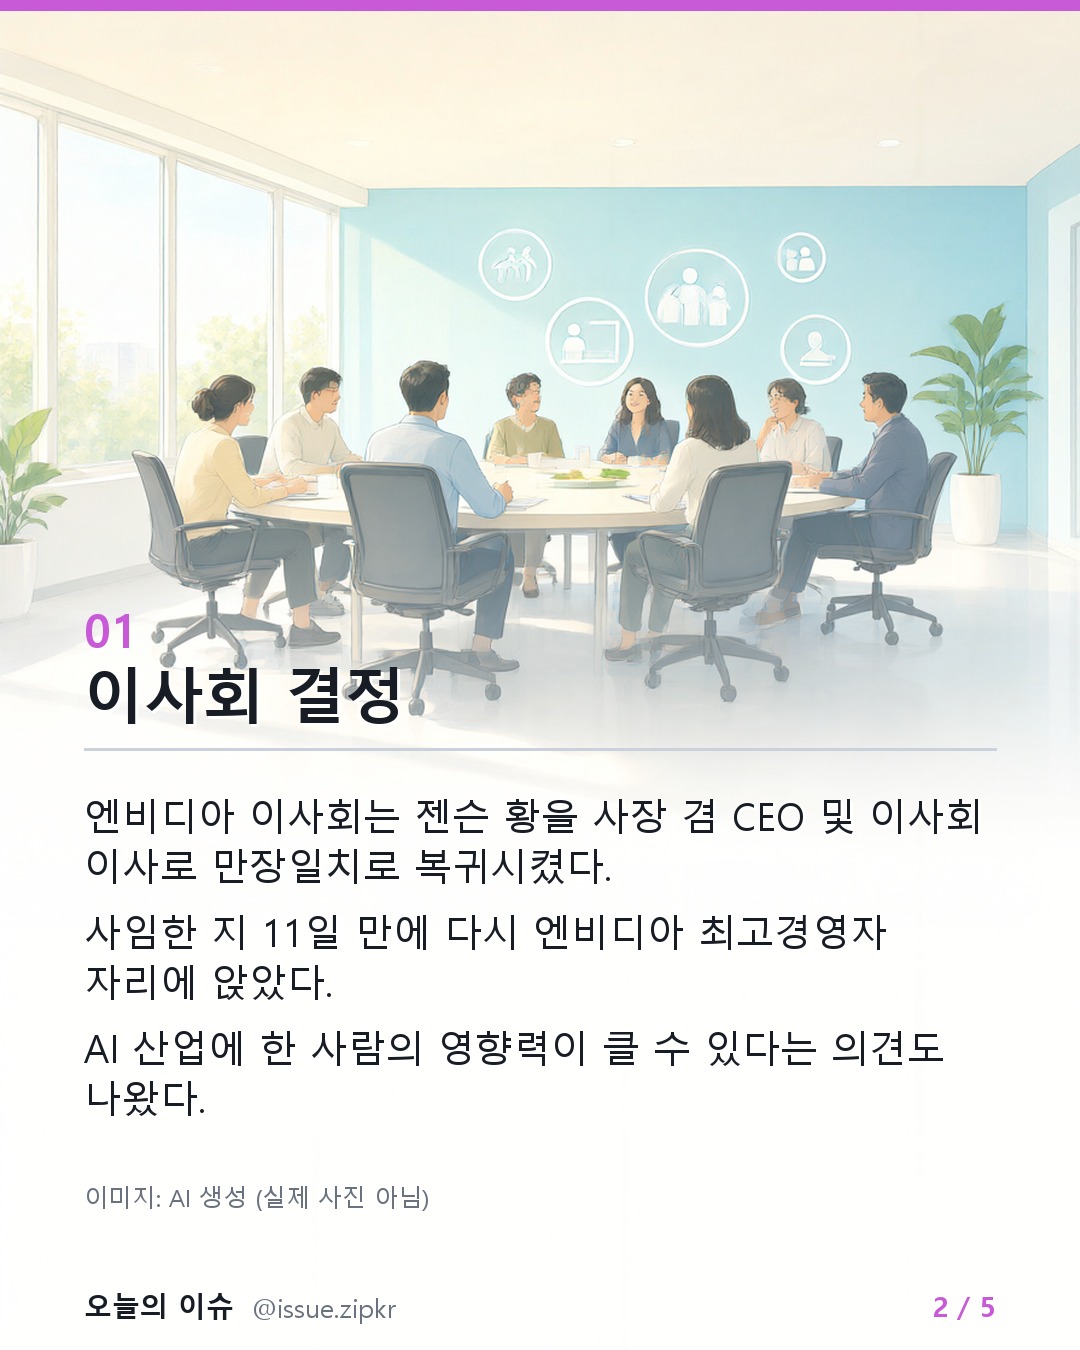 01
이사회 결정
엔비디아 이사회는 젠슨 황을 사장 겸 CEO 및 이사회
이사로 만장일치로 복귀시켰다.
사임한 지 11일 만에 다시 엔비디아 최고경영자
자리에 앉았다.
AI 산업에 한 사람의 영향력이 클 수 있다는 의견도
나왔다.
이미지: AI 생성 (실제 사진 아님)
오늘의 이슈 @issue.zipkr
2 / 5